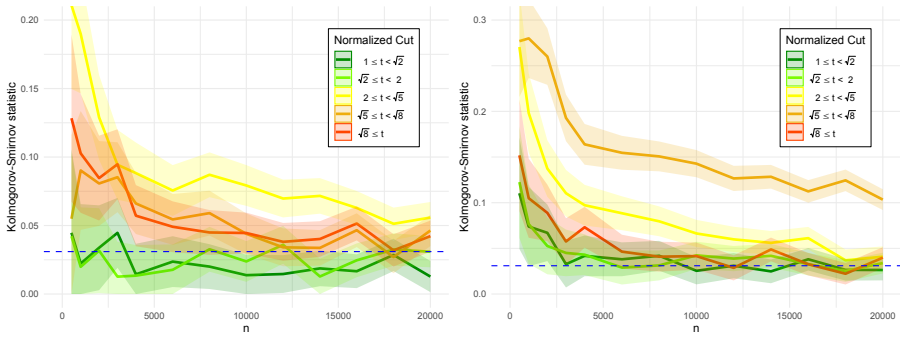 0.20
0.15
0.10
0.05
0.00
Kolmogorov-Smirnov statistic
Normalized Cut
1 ≤ t < √2
√2 ≤ t < 2
2 ≤ t < √5
√5 ≤ t < √8
√8 ≤ t
0
5000
10000
15000
20000
n
0.3
0.2
0.1
0.0
Kolmogorov-Smirnov statistic
Normalized Cut
1 ≤ t < √2
√2 ≤ t < 2
2 ≤ t < √5
√5 ≤ t < √8
√8 ≤ t
0
5000
10000
15000
20000
n